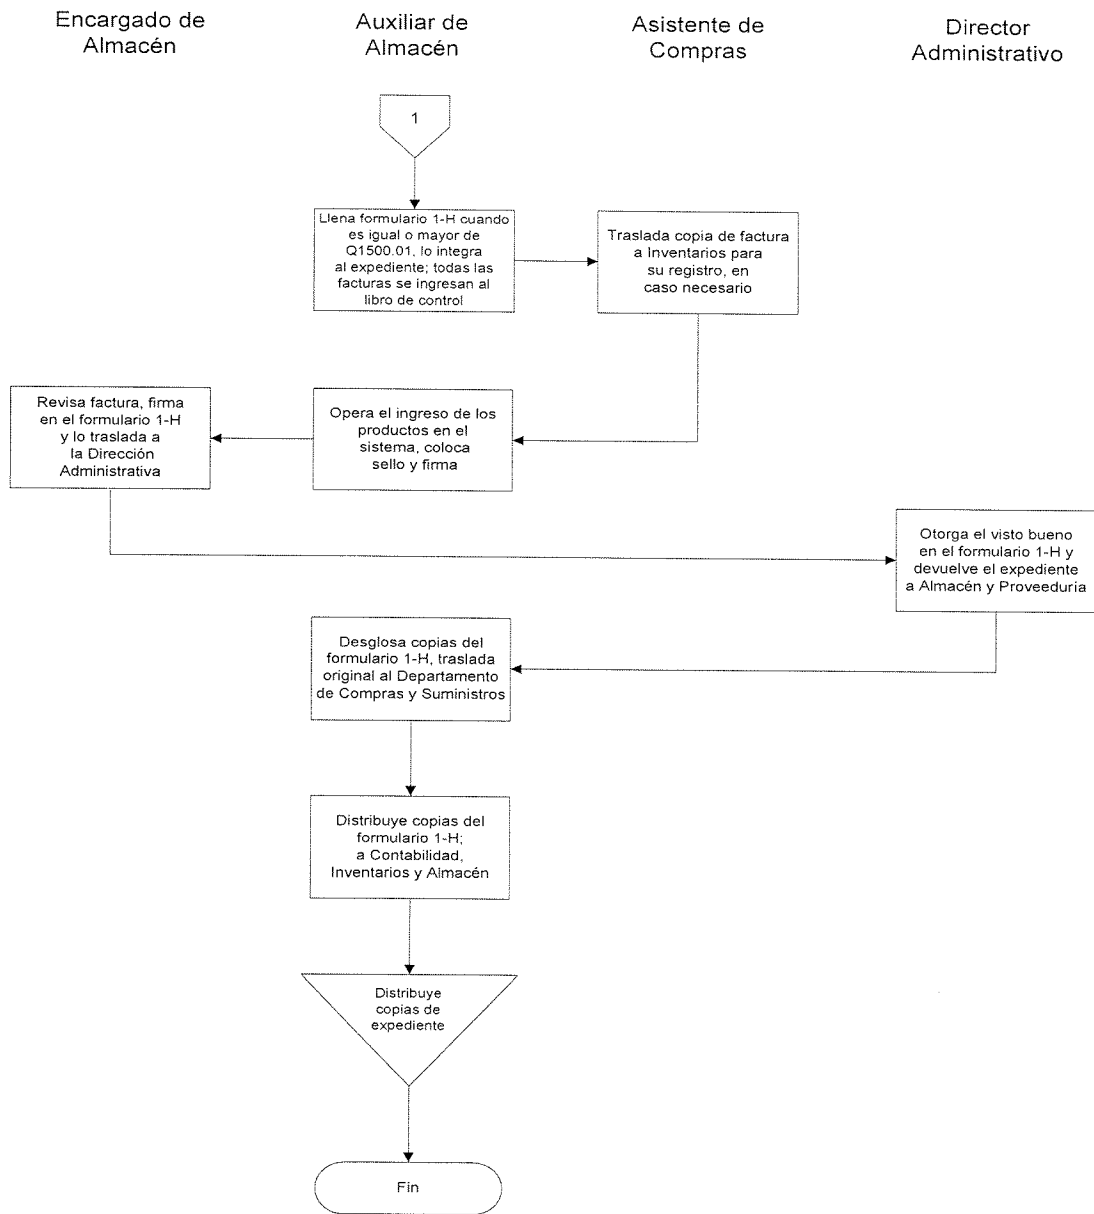 Encargado de
Almacén
Auxiliar de
Almacén
Asistente de
Compras
Director
Administrativo
1
Llena formulario 1-H cuando
es igual o mayor de
Q1500.01, lo integra
al expediente; todas las
facturas se ingresan al
libro de control
Traslada copia de factura
a Inventarios para
su registro, en
caso necesario
Revisa factura, firma
en el formulario 1-H
y lo traslada a
la Dirección
Administrativa
Opera el ingreso de los
productos en el
sistema, coloca
sello y firma
Otorga el visto bueno
en el formulario 1-H y
devuelve el expediente
a Almacén y Proveeduria
Desglosa copias del
formulario 1-H, traslada
original al Departamento
de Compras y Suministros
Distribuye copias del
formulario 1-H;
a Contabilidad,
Inventarios y Almacén
Distribuye
copias de
expediente
Fin